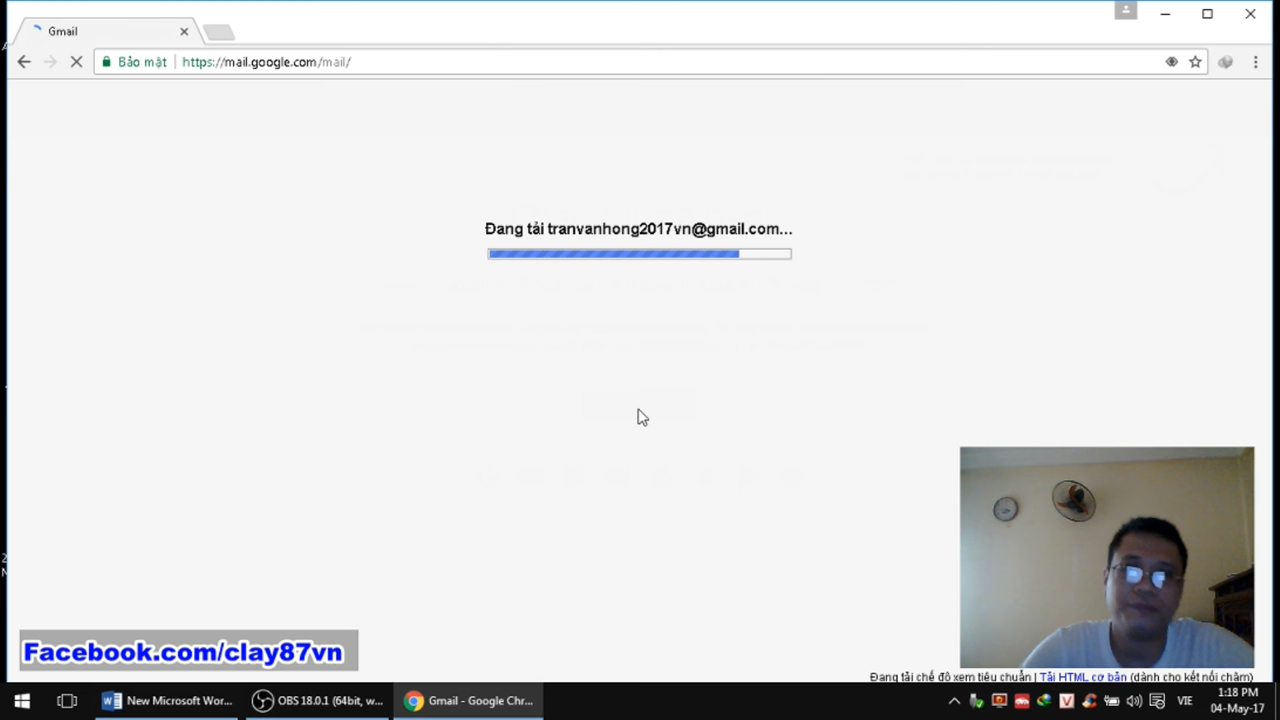 Gmail
Bảo mật
https://mail.google.com/mail/
Đang tải tranvanhong2017vn@gmail.com...
Facebook.com/clay87vn
Đang tải chế độ xem tiêu chuẩn | Tải HTML cơ bản (dành cho kết nối chậm)
New Microsoft Wor...
OBS 18.0.1 (64bit, w...
Gmail - Google Chr...
VIE
1:18 PM
04-May-17